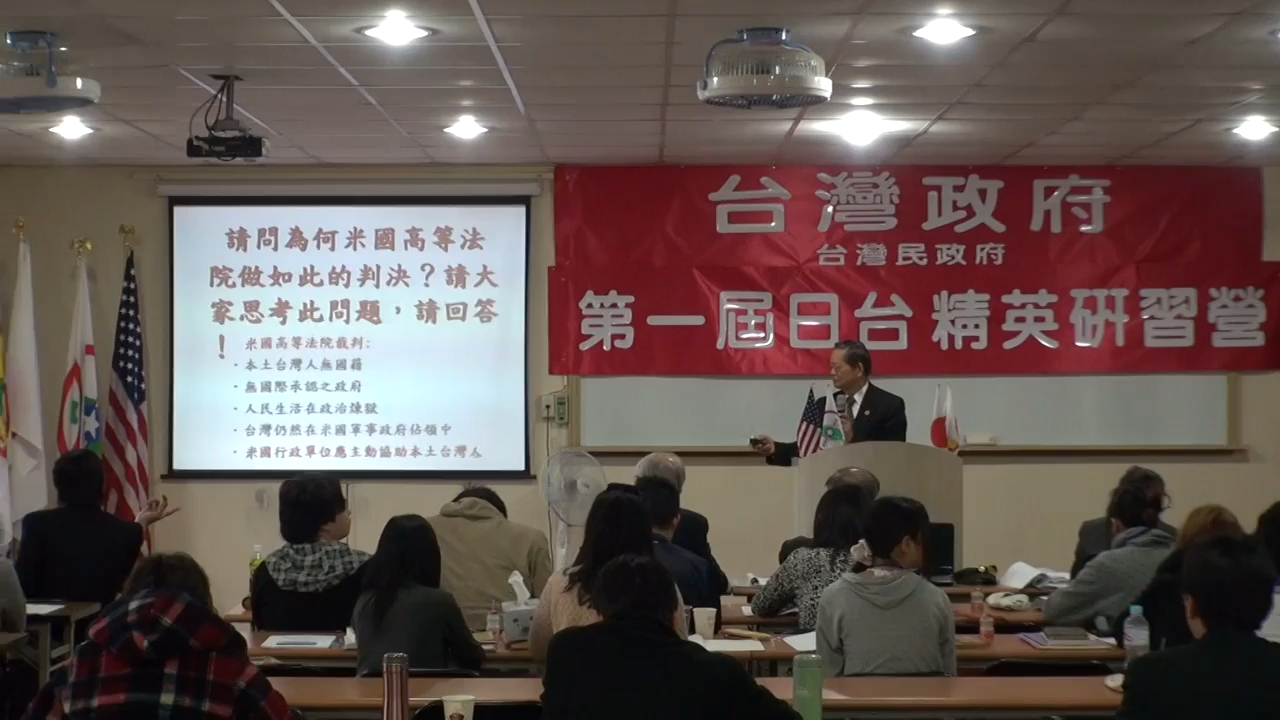 請問為何米國高等法
院做如此的判決？請大
家思考此問題，請回答
！
米國高等法院裁判:
· 本土台灣人無國籍
· 無國際承認之政府
· 人民生活在政治煉獄
· 台灣仍然在米國軍事政府佔領中
· 米國行政單位應主動協助本土台灣人
台灣政府
台灣民政府
第一屆日台精英研習營